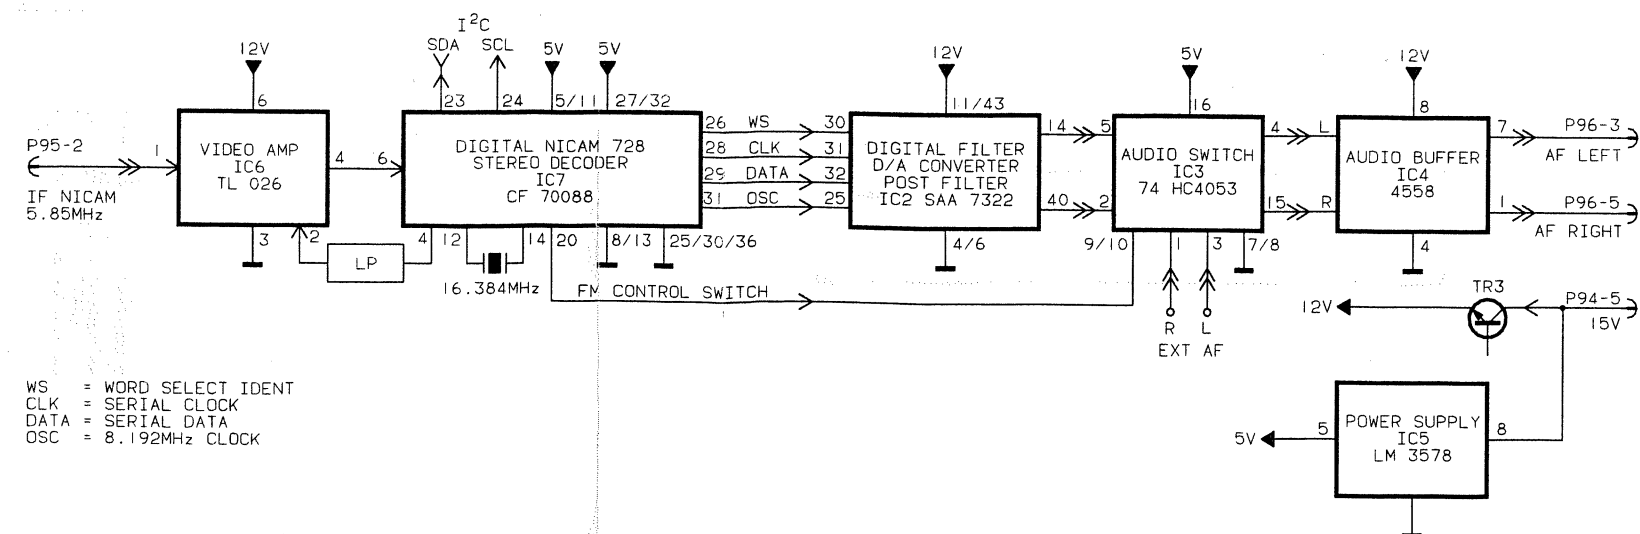 I²C
SDA SCL
12V
5V 5V
12V
5V
12V
6
23 24 5/11 27/32
11/43
16
8
P95-2
1
IF NICAM
5.85MHz
VIDEO AMP
IC6
TL 026
4 6
DIGITAL NICAM 728
STEREO DECODER
IC7
CF 70088
26 WS 30
28 CLK 31
29 DATA 32
31 OSC 25
DIGITAL FILTER
D/A CONVERTER
POST FILTER
IC2 SAA 7322
14 5
40 2
AUDIO SWITCH
IC3
74 HC4053
4 L
15 R
AUDIO BUFFER
IC4
4558
7 P96-3
AF LEFT
1 P96-5
AF RIGHT
3 2
LP
4 12 14 20 8/13 25/30/36
16.384MHz
FM CONTROL SWITCH
4/6
9/10 1 3 7/8
R L
EXT AF
4
TR3
12V
P94-5
15V
WS = WORD SELECT IDENT
CLK = SERIAL CLOCK
DATA = SERIAL DATA
OSC = 8.192MHz CLOCK
5V 5
POWER SUPPLY
IC5
LM 3578
8